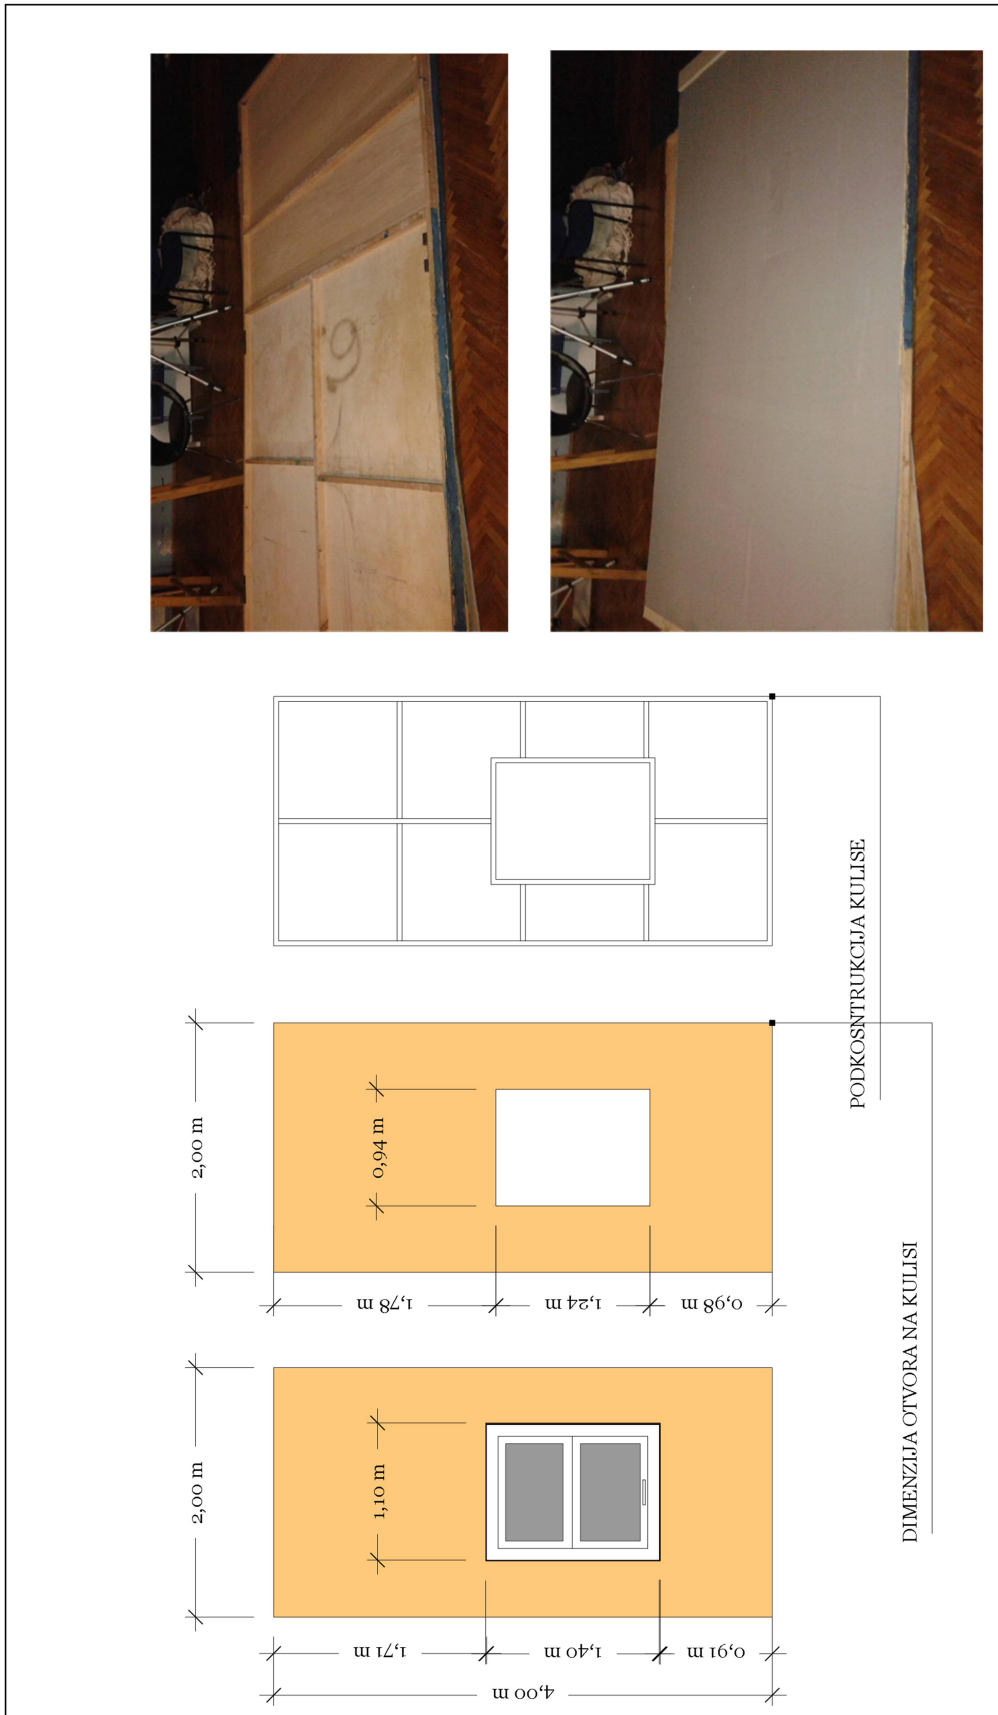 PODKOSNTRUKCIJA KULISE
2,00 m
0,94 m
1,78 m
1,24 m
0,98 m
DIMENZIJA OTVORA NA KULISI
2,00 m
1,10 m
1,71 m
1,40 m
0,91 m
4,00 m